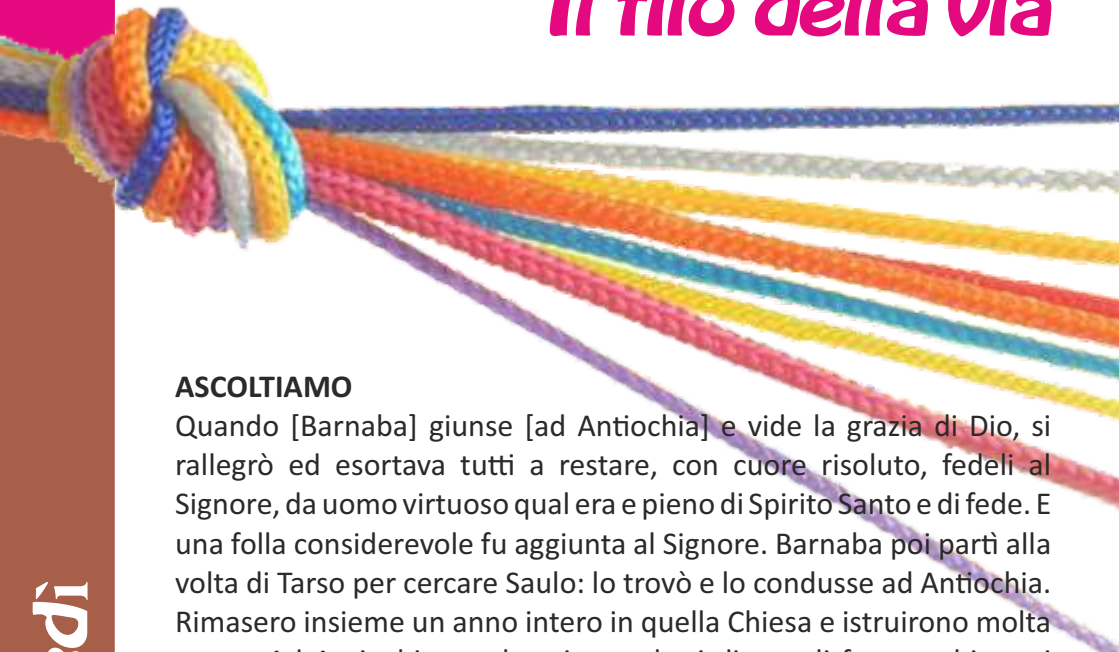 Il filo della via
ASCOLTIAMO
Quando [Barnaba] giunse [ad Antiochia] e vide la grazia di Dio, si
rallegrò ed esortava tutti a restare, con cuore risoluto, fedeli al
Signore, da uomo virtuoso qual era e pieno di Spirito Santo e di fede. E
una folla considerevole fu aggiunta al Signore. Barnaba poi partì alla
volta di Tarso per cercare Saulo: lo trovò e lo condusse ad Antiochia.
Rimasero insieme un anno intero in quella Chiesa e istruirono molta